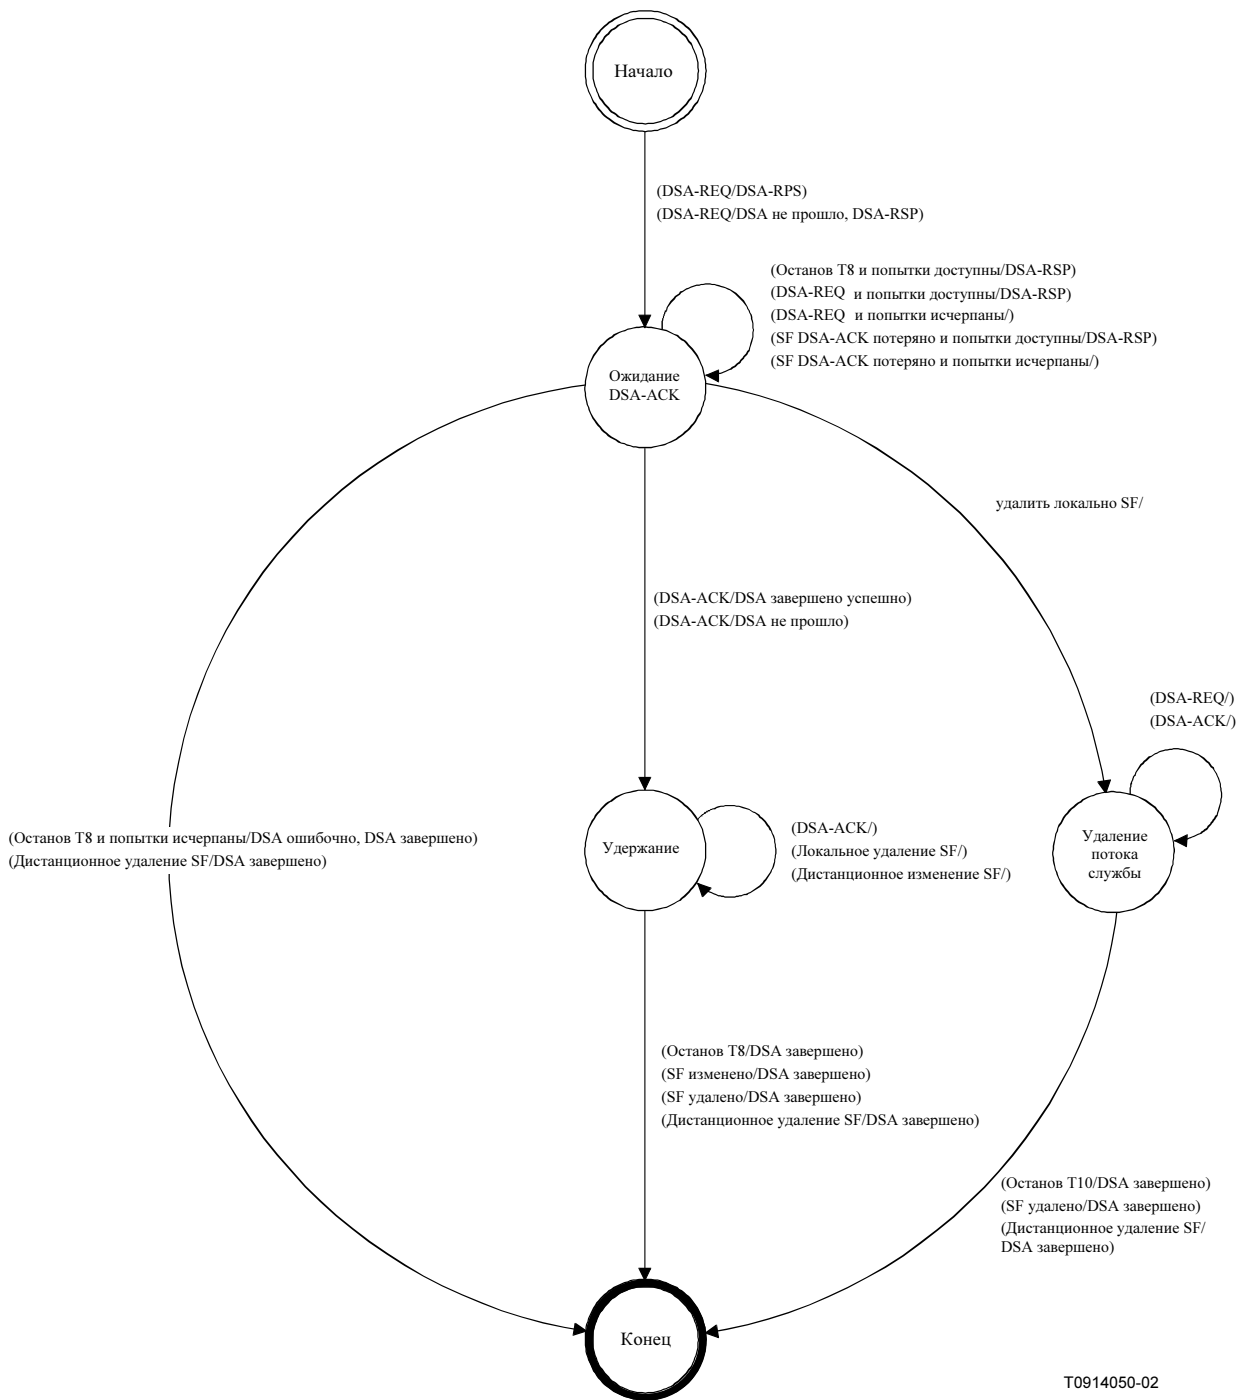 Начало
(DSA-REQ/DSA-RPS)
(DSA-REQ/DSA не прошло, DSA-RSP)
(Останов T8 и попытки доступны/DSA-RSP)
(DSA-REQ и попытки доступны/DSA-RSP)
(DSA-REQ и попытки исчерпаны/)
(SF DSA-ACK потеряно и попытки доступны/DSA-RSP)
(SF DSA-ACK потеряно и попытки исчерпаны/)
Ожидание
DSA-ACK
удалить локально SF/
(DSA-ACK/DSA завершено успешно)
(DSA-ACK/DSA не прошло)
(DSA-REQ/)
(DSA-ACK/)
(Останов T8 и попытки исчерпаны/DSA ошибочно, DSA завершено)
(Дистанционное удаление SF/DSA завершено)
Удержание
(DSA-ACK/)
(Локальное удаление SF/)
(Дистанционное изменение SF/)
Удаление
потока
службы
(Останов T8/DSA завершено)
(SF изменено/DSA завершено)
(SF удалено/DSA завершено)
(Дистанционное удаление SF/DSA завершено)
(Останов T10/DSA завершено)
(SF удалено/DSA завершено)
(Дистанционное удаление SF/
DSA завершено)
Конец
T0914050-02